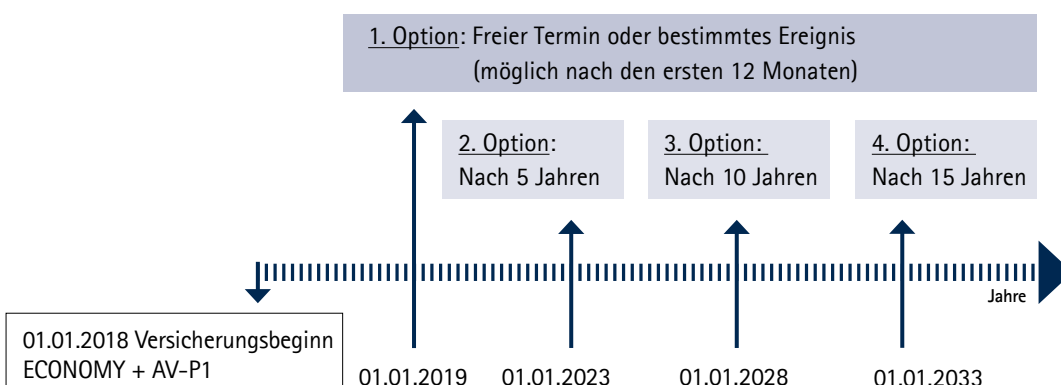 1. Option: Freier Termin oder bestimmtes Ereignis
(möglich nach den ersten 12 Monaten)
2. Option:
Nach 5 Jahren
3. Option:
Nach 10 Jahren
4. Option:
Nach 15 Jahren
Jahre
01.01.2018 Versicherungsbeginn
ECONOMY + AV-P1
01.01.2019
01.01.2023
01.01.2028
01.01.2033